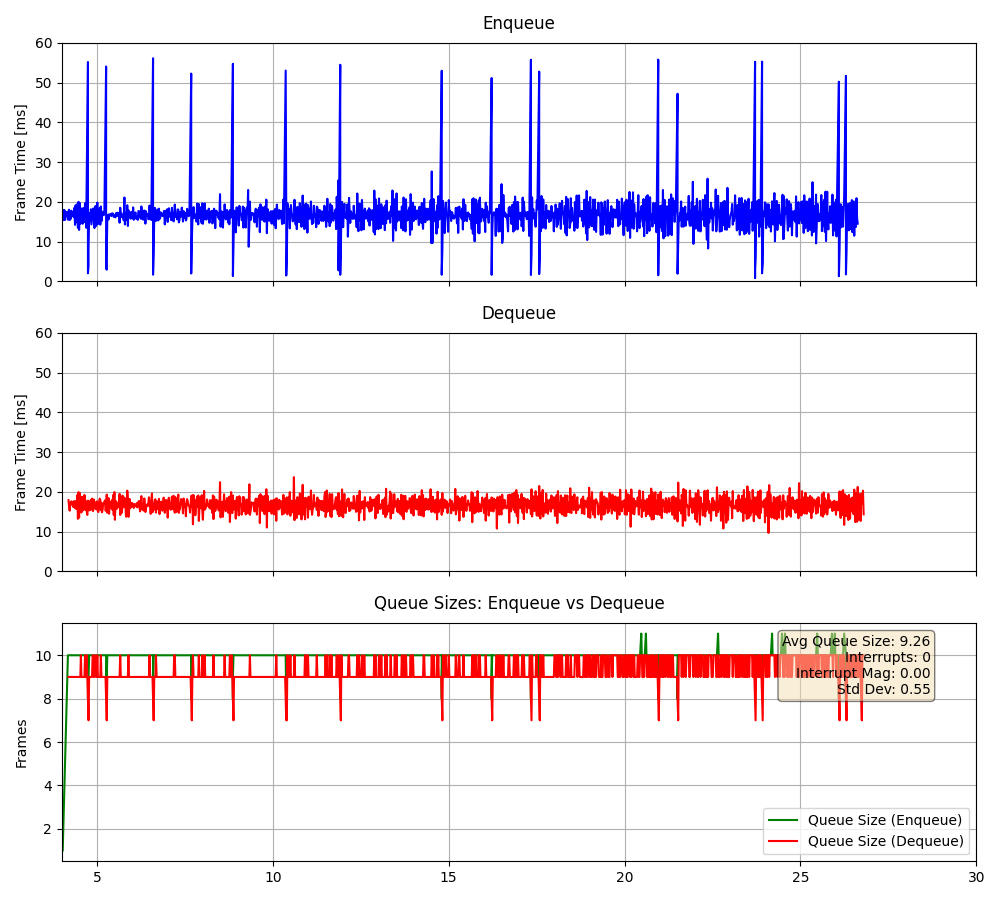 Enqueue
60
50
40
30
20
10
0
Frame Time [ms]
Dequeue
60
50
40
30
20
10
0
Frame Time [ms]
Queue Sizes: Enqueue vs Dequeue
10
8
6
4
2
Frames
Avg Queue Size: 9.26
Interrupts: 0
Interrupt Mag: 0.00
Std Dev: 0.55
Queue Size (Enqueue)
Queue Size (Dequeue)
5 10 15 20 25 30